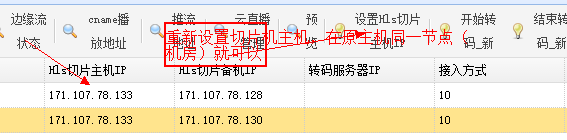 边缘流状态
cname播放地址
推流
云直播管理
预览
设置Hls切片主机
开始转码_新
结束转码_新
重新设置切片机主机，在原主机同一节点（机房）就可以
Hls切片主机IP Hls切片备机IP 转码服务器IP 接入方式
171.107.78.133 171.107.78.128 10
171.107.78.133 171.107.78.130 10